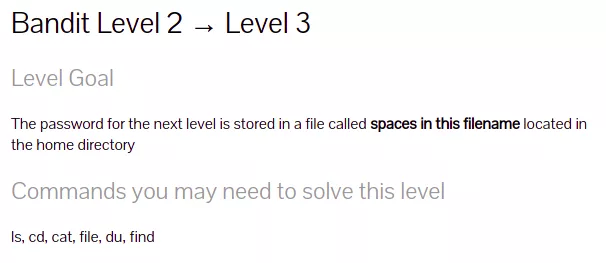 Bandit Level 2 → Level 3
Level Goal
The password for the next level is stored in a file called spaces in this filename located in
the home directory
Commands you may need to solve this level
ls, cd, cat, file, du, find